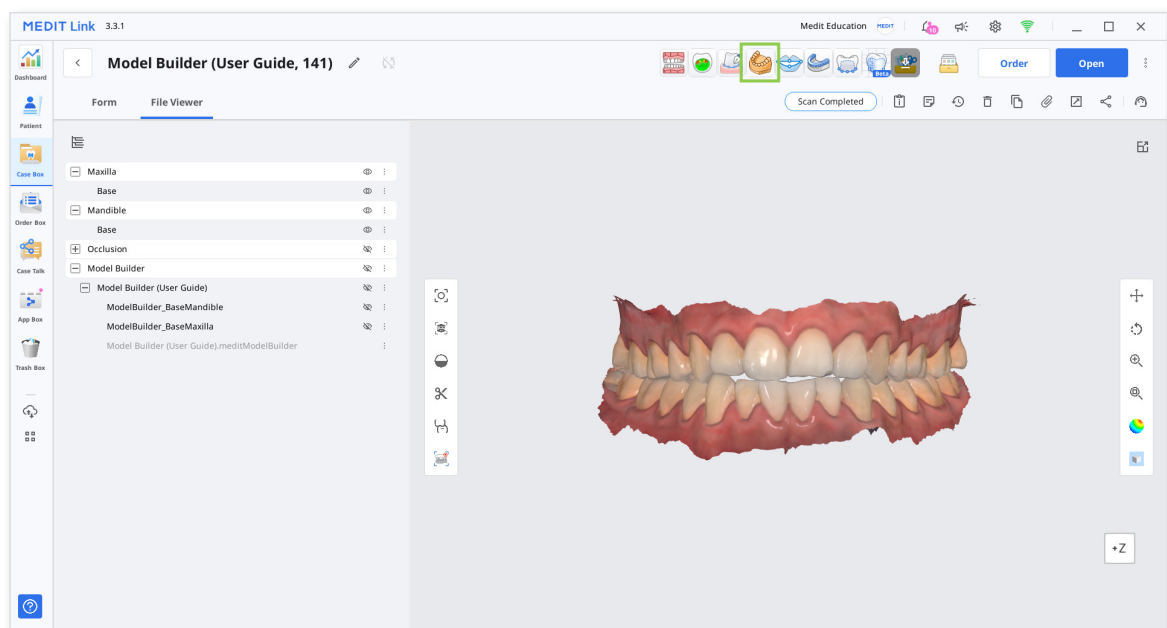 MEDIT Link 3.3.1
Medit Education MEDIT
10
Dashboard
Model Builder (User Guide, 141)
Beta
Order
Open
Form
File Viewer
Scan Completed
Patient
Case Box
Order Box
Case Talk
App Box
Trash Box
Maxilla
Base
Mandible
Base
Occlusion
Model Builder
Model Builder (User Guide)
ModelBuilder_BaseMandible
ModelBuilder_BaseMaxilla
Model Builder (User Guide).meditModelBuilder
+Z